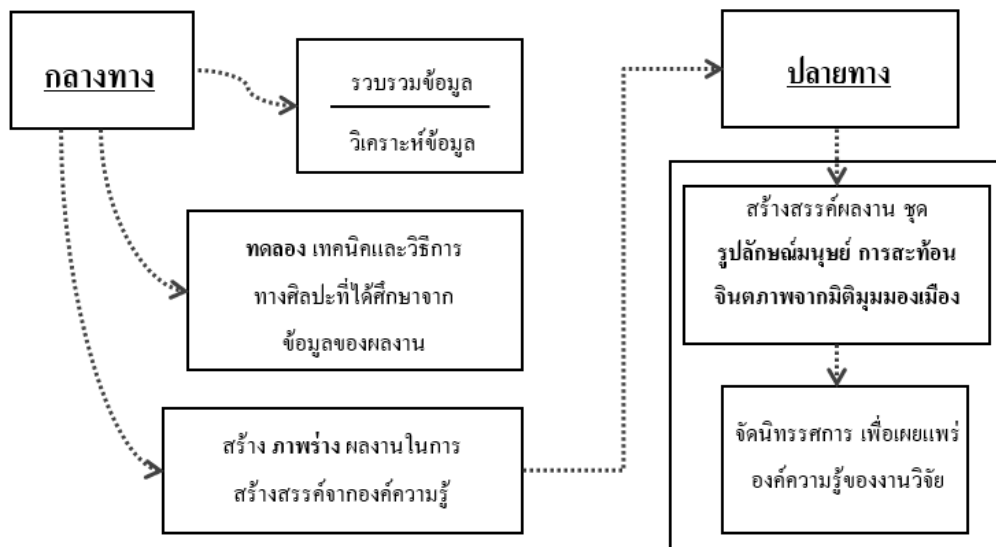 กลางทาง
รวบรวมข้อมูล
วิเคราะห์ข้อมูล
ทดลอง เทคนิคและวิธีการ
ทางศิลปะที่ได้ศึกษาจาก
ข้อมูลของผลงาน
สร้าง ภาพร่าง ผลงานในการ
สร้างสรรค์จากองค์ความรู้
ปลายทาง
สร้างสรรค์ผลงาน ชุด
รูปลักษณ์มนุษย์ การสะท้อน
จินตภาพจากมิติมุมมองเมือง
จัดนิทรรศการ เพื่อเผยแพร่
องค์ความรู้ของงานวิจัย